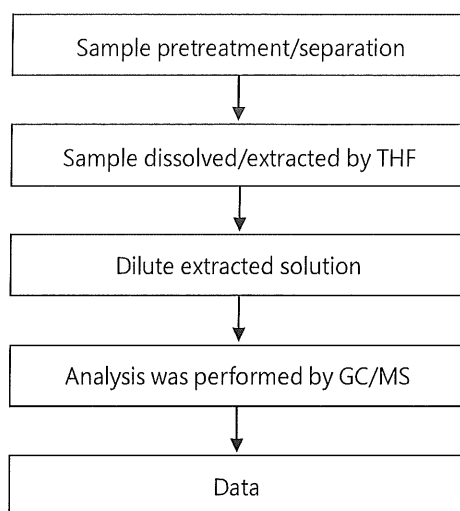 Sample pretreatment/separation
Sample dissolved/extracted by THF
Dilute extracted solution
Analysis was performed by GC/MS
Data